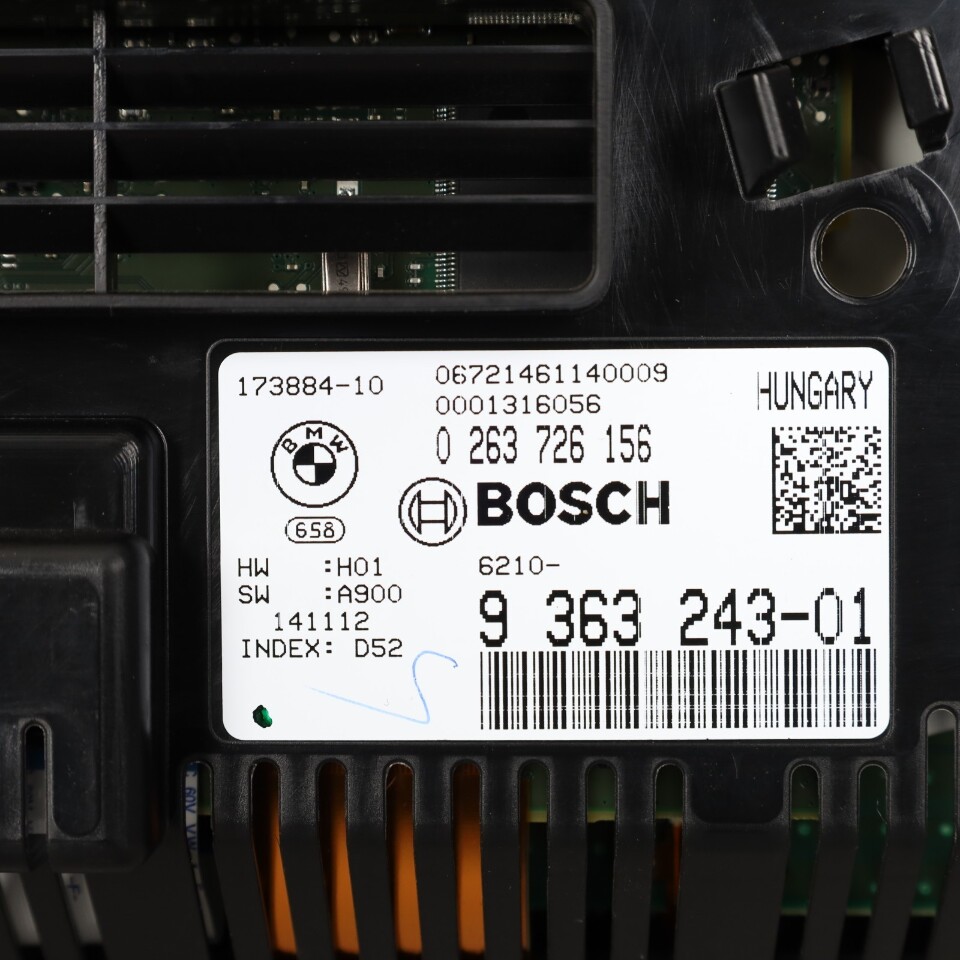 173884-10
06721461140009
0001316056
HUNGARY
0 263 726 156
BMW
BOSCH
658
HW :H01
SW :A900
141112
INDEX: D52
6210-
9 363 243-01